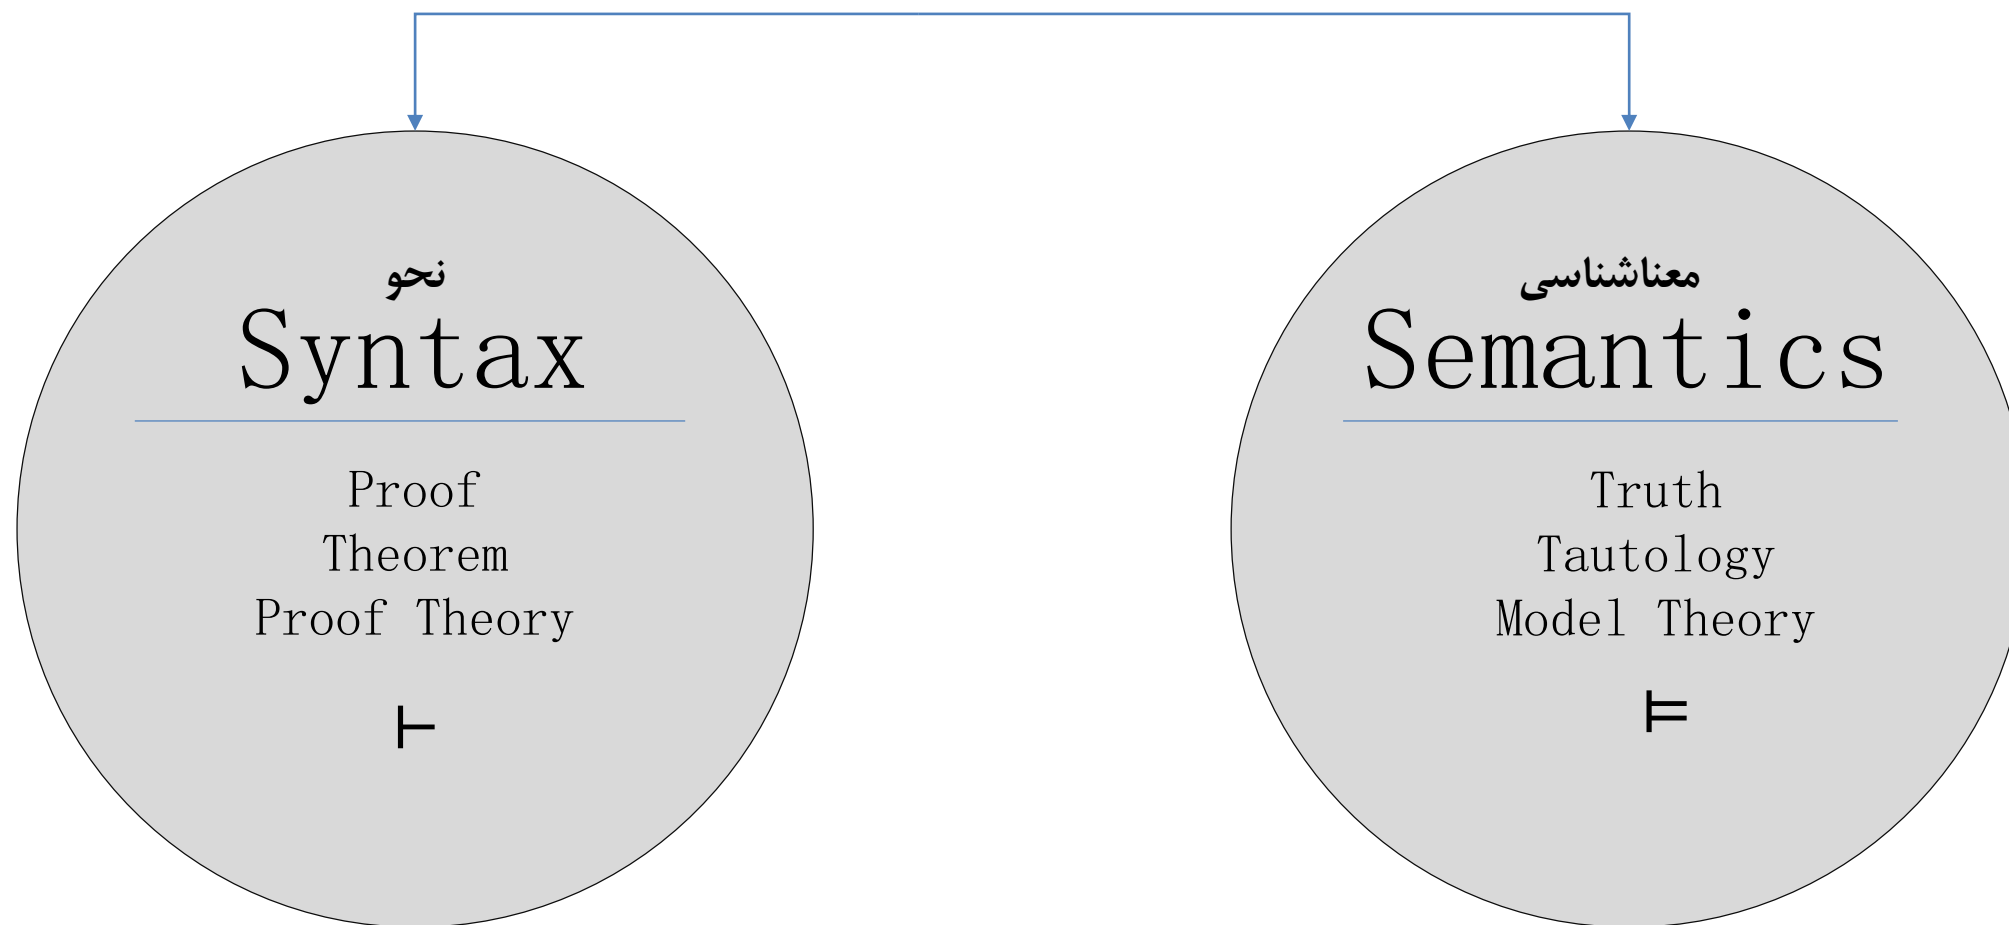 نحو
Syntax
Proof
Theorem
Proof Theory
⊢
معناشناسی
Semantics
Truth
Tautology
Model Theory
⊨